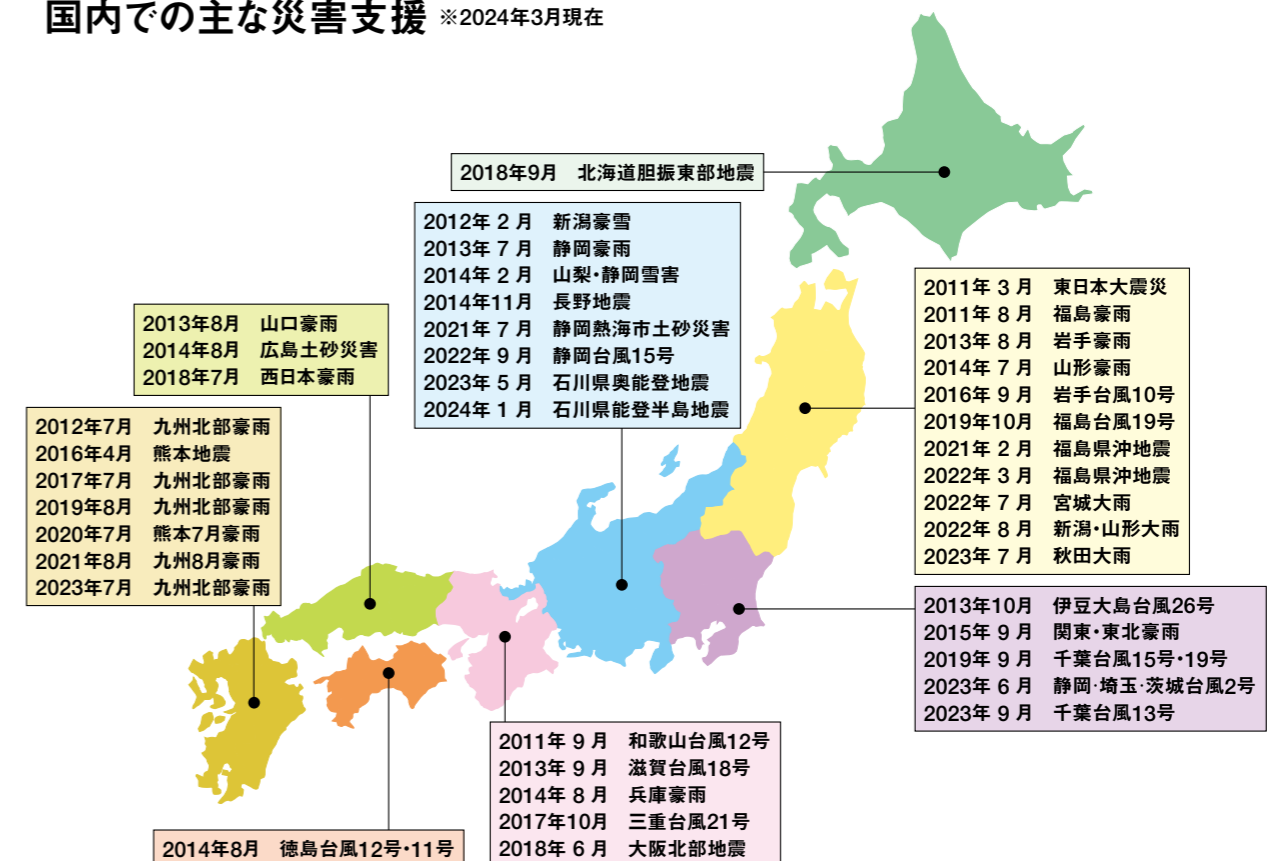 国内での主な災害支援 ※2024年3月現在
2018年9月 北海道胆振東部地震
2012年 2月 新潟豪雪
2013年 7月 静岡豪雨
2014年 2月 山梨・静岡雪害
2014年11月 長野地震
2021年 7月 静岡熱海市土砂災害
2022年 9月 静岡台風15号
2023年 5月 石川県奥能登地震
2024年 1月 石川県能登半島地震
2011年 3月 東日本大震災
2011年 8月 福島豪雨
2013年 8月 岩手豪雨
2014年 7月 山形豪雨
2016年 9月 岩手台風10号
2019年10月 福島台風19号
2021年 2月 福島県沖地震
2022年 3月 福島県沖地震
2022年 7月 宮城大雨
2022年 8月 新潟・山形大雨
2023年 7月 秋田大雨
2013年8月 山口豪雨
2014年8月 広島土砂災害
2018年7月 西日本豪雨
2012年7月 九州北部豪雨
2016年4月 熊本地震
2017年7月 九州北部豪雨
2019年8月 九州北部豪雨
2020年7月 熊本7月豪雨
2021年8月 九州8月豪雨
2023年7月 九州北部豪雨
2013年10月 伊豆大島台風26号
2015年 9月 関東・東北豪雨
2019年 9月 千葉台風15号・19号
2023年 6月 静岡・埼玉・茨城台風2号
2023年 9月 千葉台風13号
2011年 9月 和歌山台風12号
2013年 9月 滋賀台風18号
2014年 8月 兵庫豪雨
2017年10月 三重台風21号
2018年 6月 大阪北部地震
2014年8月 徳島台風12号・11号